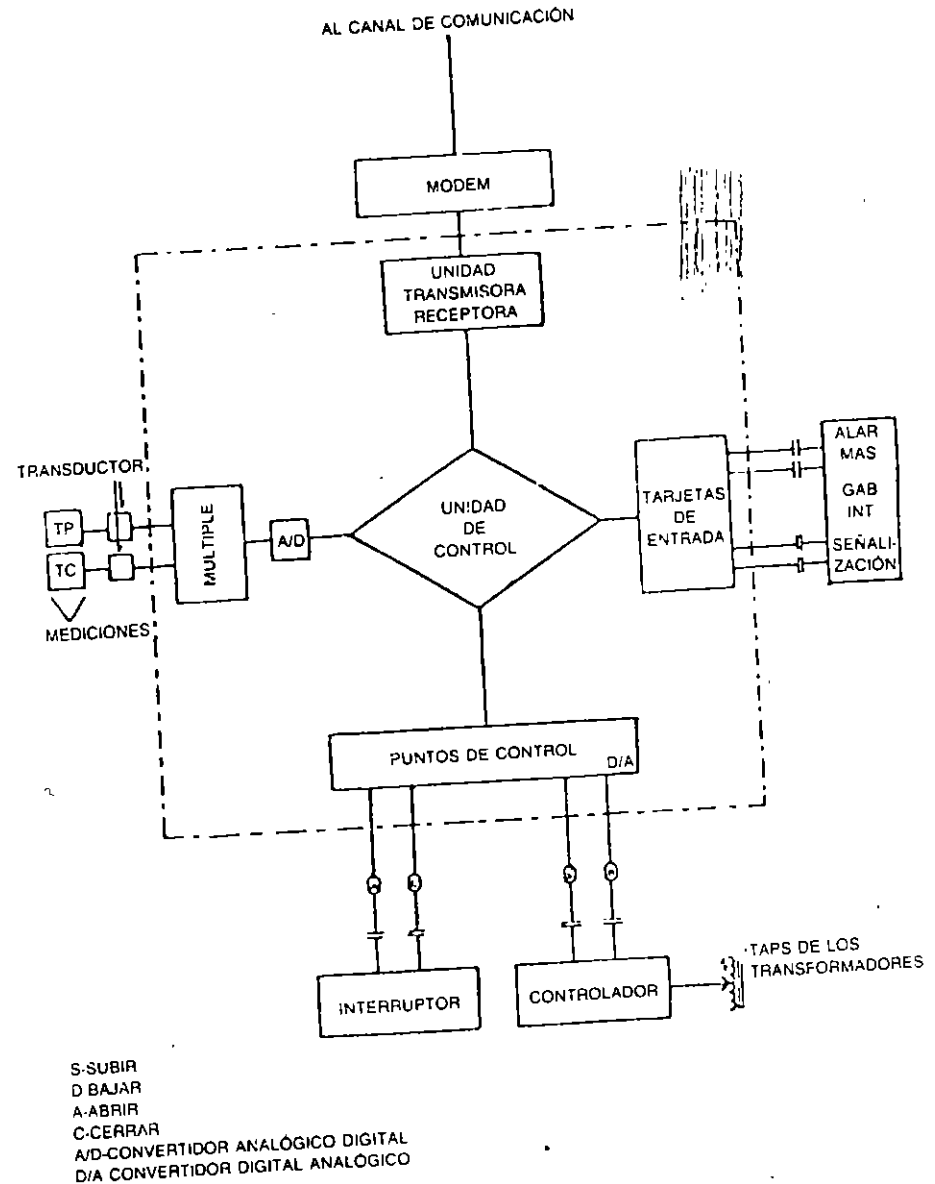 AL CANAL DE COMUNICACIÓN
MODEM
UNIDAD
TRANSMISORA
RECEPTORA
TRANSDUCTOR
TP
TC
MEDICIONES
MULTIPLE
A/D
UNIDAD
DE
CONTROL
TARJETAS
DE
ENTRADA
ALAR
MAS
GAB
INT
SEÑALI-
ZACIÓN
PUNTOS DE CONTROL
D/A
INTERRUPTOR
CONTROLADOR
TAPS DE LOS
TRANSFORMADORES
S-SUBIR
D BAJAR
A-ABRIR
C-CERRAR
A/D-CONVERTIDOR ANALÓGICO DIGITAL
D/A CONVERTIDOR DIGITAL ANALÓGICO